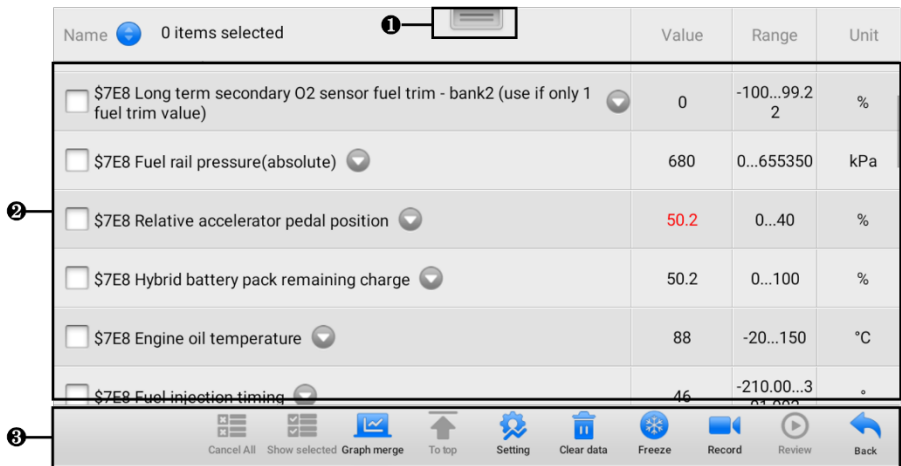 ❶
Name 0 items selected Value Range Unit
❷
$7E8 Long term secondary O2 sensor fuel trim - bank2 (use if only 1
fuel trim value)
0
-100...99.2
2
%
$7E8 Fuel rail pressure(absolute) 680 0...655350 kPa
$7E8 Relative accelerator pedal position 50.2 0...40 %
$7E8 Hybrid battery pack remaining charge 50.2 0...100 %
$7E8 Engine oil temperature 88 -20...150 °C
$7E8 Fuel injection timing 46 -210.00...3 °
❸
Cancel All Show selected Graph merge To top Setting Clear data Freeze Record Review Back